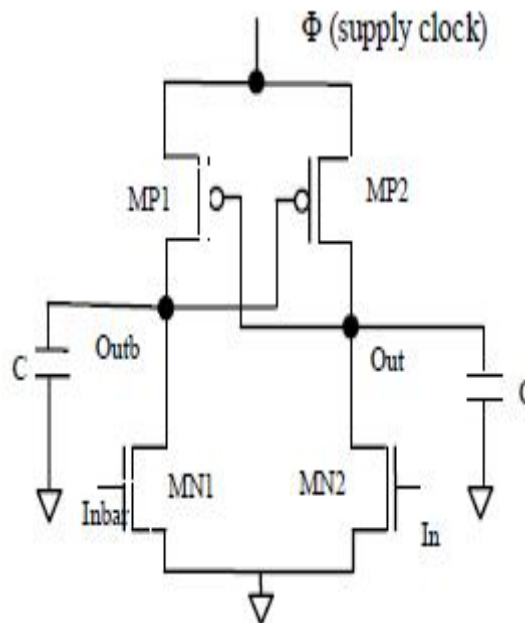 Φ (supply clock)
MP1
MP2
Outb
Out
C
C
MN1
MN2
Inbar
In